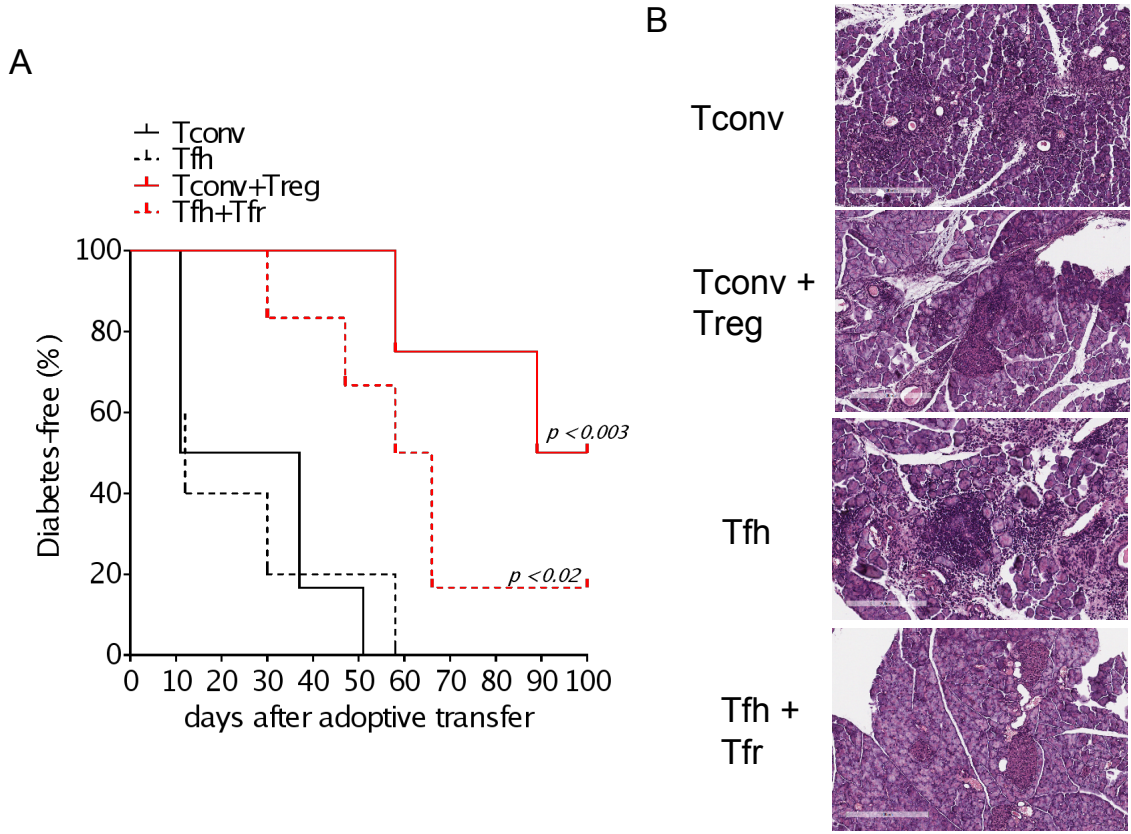 A
Tconv
Tfh
Tconv+Treg
Tfh+Tfr
100
80
60
40
20
0
Diabetes-free (%)
p <0.003
p <0.02
0 10 20 30 40 50 60 70 80 90 100
days after adoptive transfer
B
Tconv
Tconv +
Treg
Tfh
Tfh +
Tfr